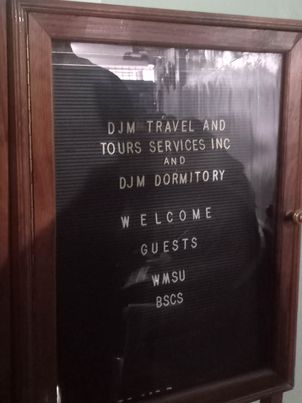 DJM TRAVEL AND
TOURS SERVICES INC
AND
DJM DORMITORY
WELCOME
GUESTS
WMSU
BSCS